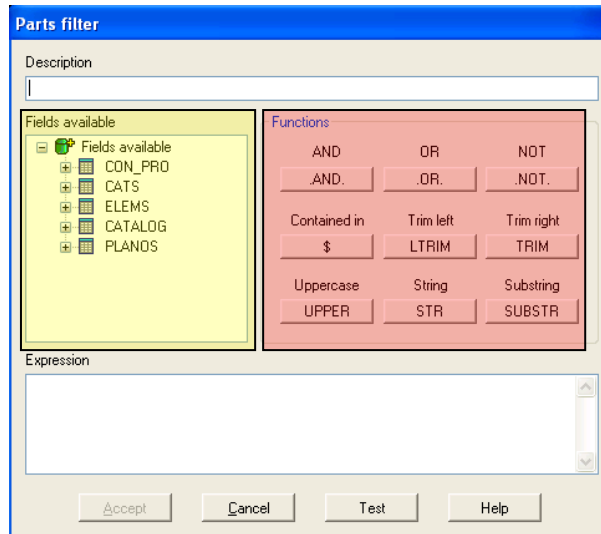 Parts filter
Description
Fields available
Fields available
CON_PRO
CATS
ELEMS
CATALOG
PLANOS
Functions
AND OR NOT
.AND. .OR. .NOT.
Contained in Trim left Trim right
$ LTRIM TRIM
Uppercase String Substring
UPPER STR SUBSTR
Expression
Accept Cancel Test Help